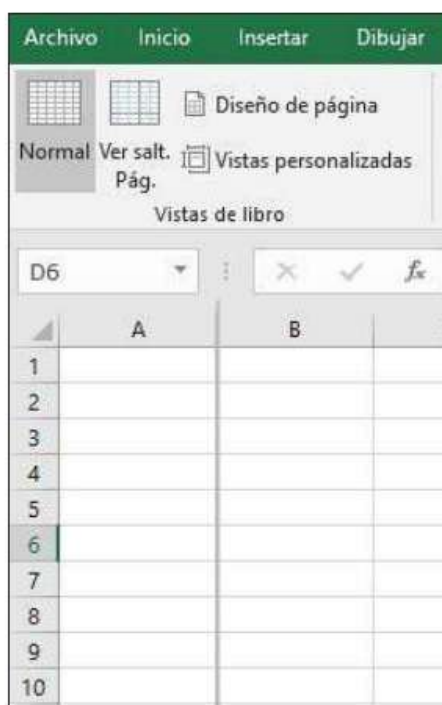 Archivo Inicio Insertar Dibujar
Diseño de página
Normal Ver salt. Pág.
Vistas personalizadas
Vistas de libro
D6 fx
A B
1
2
3
4
5
6
7
8
9
10